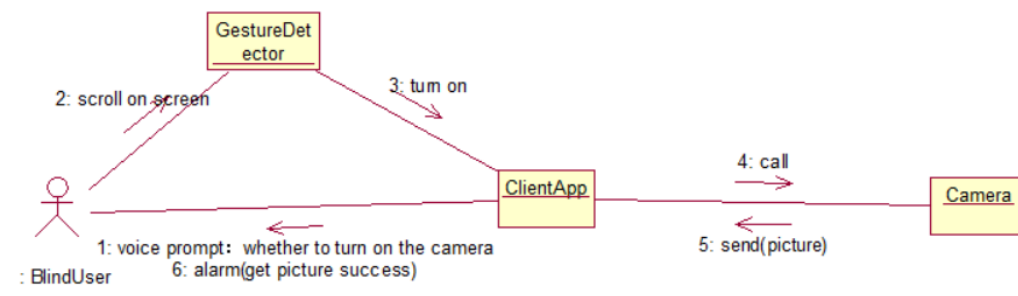 GestureDet
ector
2: scroll on screen
3: turn on
ClientApp
4: call
Camera
5: send(picture)
1: voice prompt：whether to turn on the camera
6: alarm(get picture success)
: BlindUser